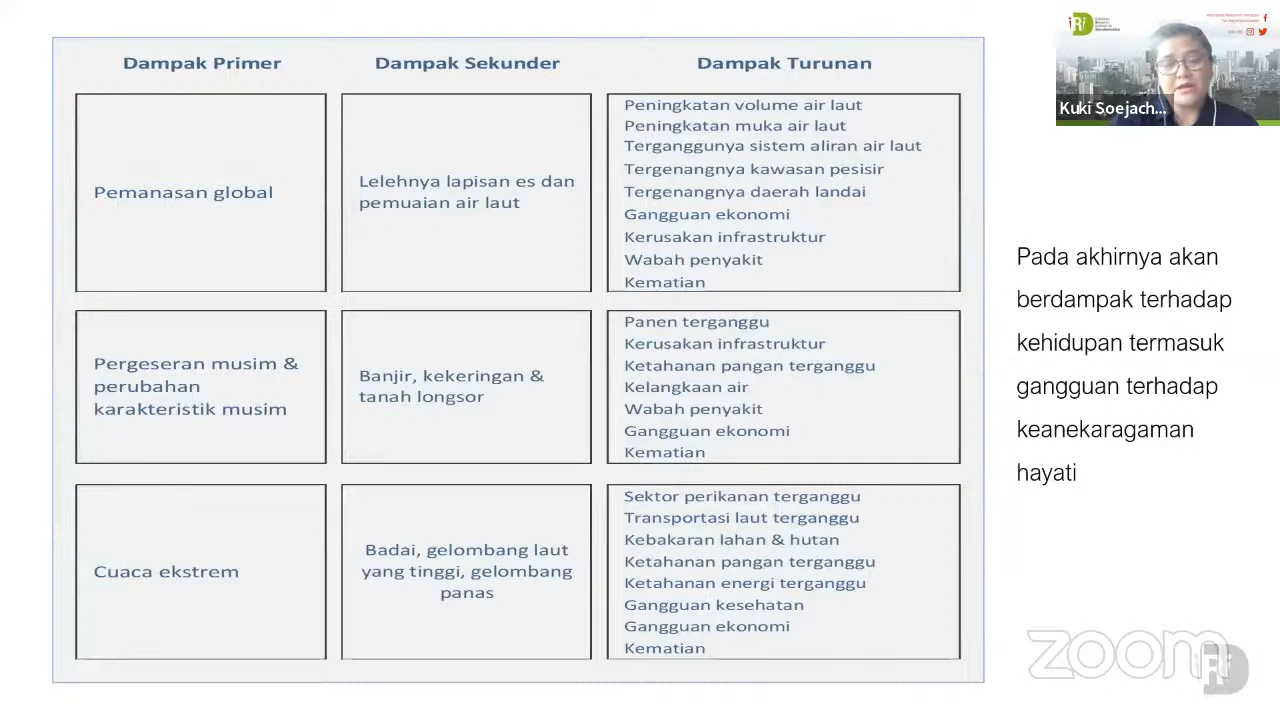 Dampak Primer
Dampak Sekunder
Dampak Turunan
Pemanasan global
Lelehnya lapisan es dan
pemuaian air laut
Peningkatan volume air laut
Peningkatan muka air laut
Terganggunya sistem aliran air laut
Tergenangnya kawasan pesisir
Tergenangnya daerah landai
Gangguan ekonomi
Kerusakan infrastruktur
Wabah penyakit
Kematian
Pergeseran musim &
perubahan
karakteristik musim
Banjir, kekeringan &
tanah longsor
Panen terganggu
Kerusakan infrastruktur
Ketahanan pangan terganggu
Kelangkaan air
Wabah penyakit
Gangguan ekonomi
Kematian
Cuaca ekstrem
Badai, gelombang laut
yang tinggi, gelombang
panas
Sektor perikanan terganggu
Transportasi laut terganggu
Kebakaran lahan & hutan
Ketahanan pangan terganggu
Ketahanan energi terganggu
Gangguan kesehatan
Gangguan ekonomi
Kematian
Kuki Soejach...
Pada akhirnya akan
berdampak terhadap
kehidupan termasuk
gangguan terhadap
keanekaragaman
hayati
zoom